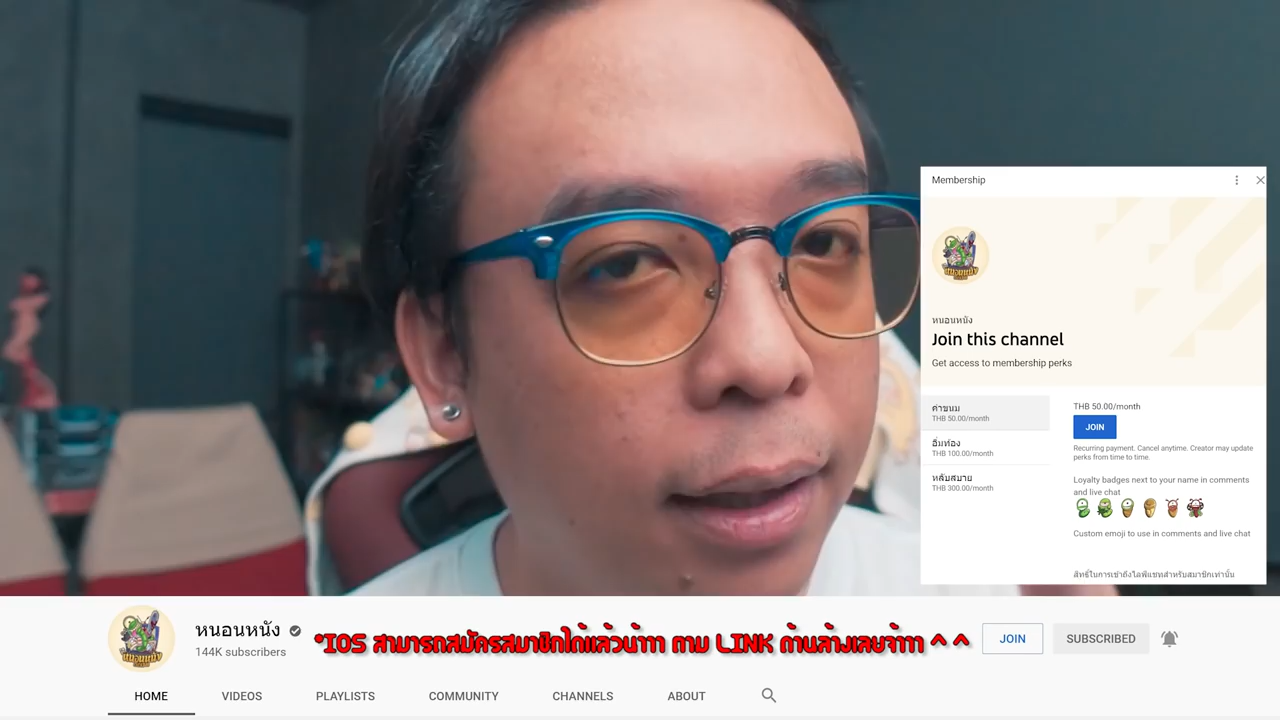 Membership
หนอนหนัง
Join this channel
Get access to membership perks
ค่าขนม
THB 50.00/month
อิ่มท้อง
THB 100.00/month
หลับสบาย
THB 300.00/month
THB 50.00/month
JOIN
Recurring payment. Cancel anytime. Creator may update
perks from time to time.
Loyalty badges next to your name in comments
and live chat
Custom emoji to use in comments and live chat
สิทธิ์ในการเข้าถึงไลฟ์แชทสำหรับสมาชิกเท่านั้น
หนอนหนัง
หนอนหนัง
144K subscribers
*IOS สามารถสมัครสมาชิกได้แล้วน้าาา ตาม LINK ด้านล่างเลยจ้าาา ^ ^
JOIN
SUBSCRIBED
HOME
VIDEOS
PLAYLISTS
COMMUNITY
CHANNELS
ABOUT